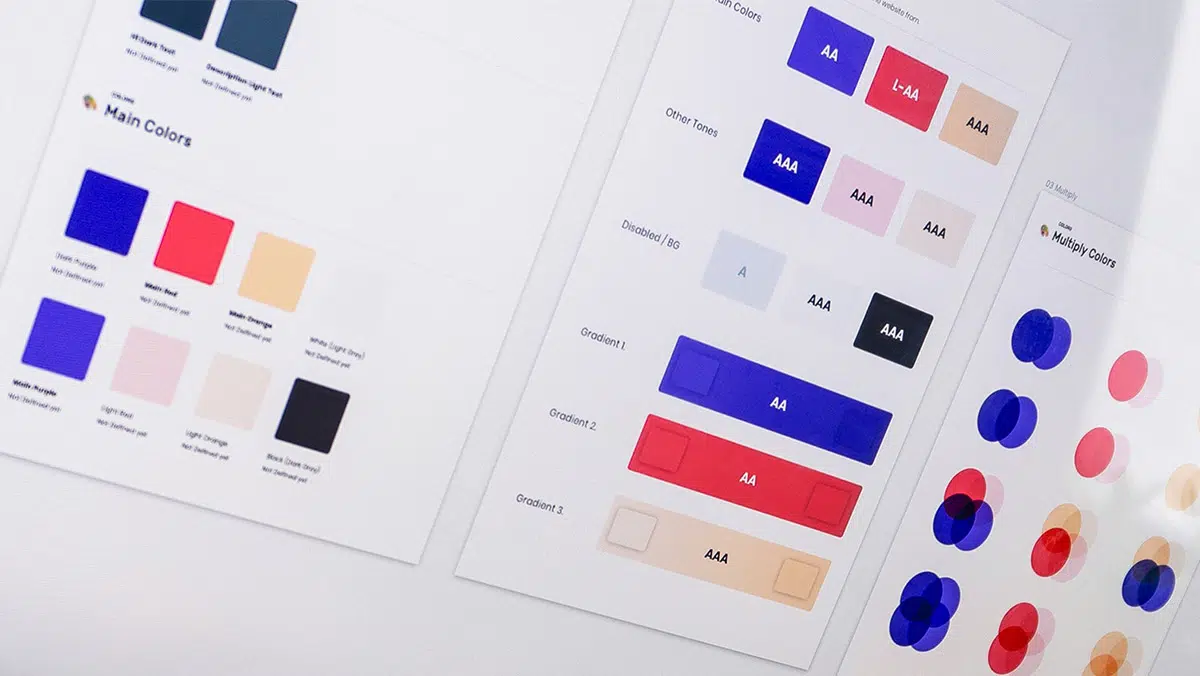 #1 Dark Text
Not Defined yet
Description Light Text
Not Defined yet
COLORS
Main Colors
Dark Purple
Not Defined yet
Main Red
Not Defined yet
Main Orange
Not Defined yet
White (Light Grey)
Not Defined yet
Main Purple
Not Defined yet
Light Red
Not Defined yet
Light Orange
Not Defined yet
Black (Dark Grey)
Not Defined yet
website from.
Colors
AA
L-AA
AAA
Other Tones
AAA
AAA
AAA
Disabled / BG
A
AAA
AAA
Gradient 1.
AA
Gradient 2.
AA
Gradient 3.
AAA
03 Multiply
COLORS
Multiply Colors